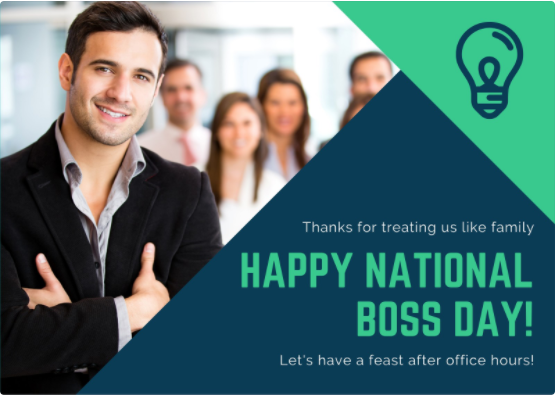 Thanks for treating us like family
HAPPY NATIONAL
BOSS DAY!
Let's have a feast after office hours!